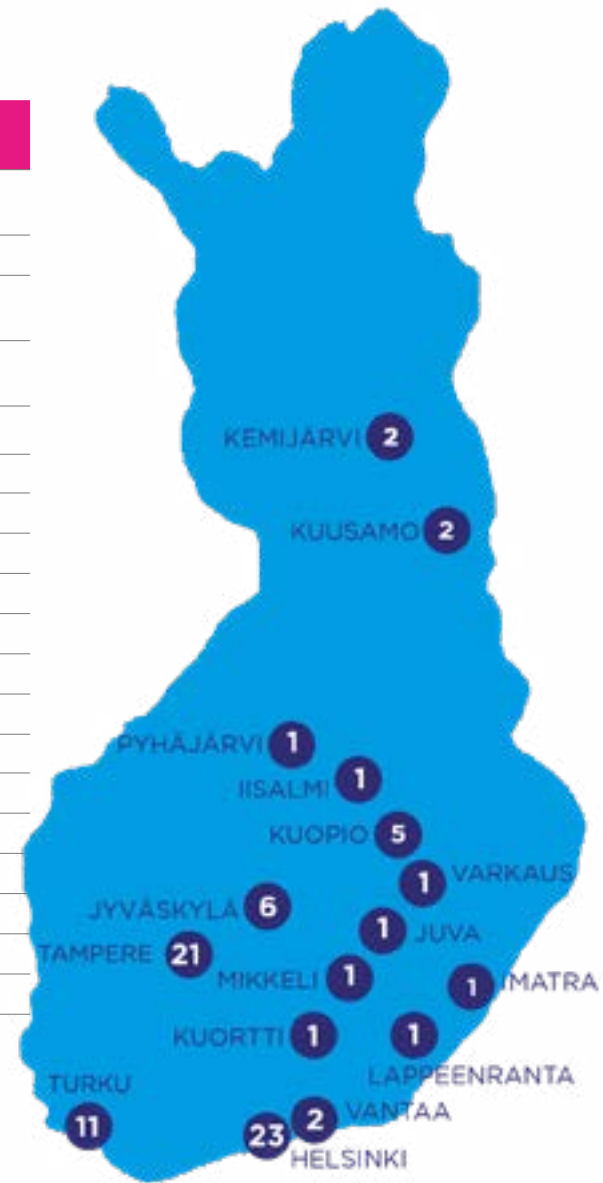 KEMIJÄRVI 2
KUUSAMO 2
PYHÄJÄRVI 1
IISALMI 1
KUOPIO 5
1 VARKAUS
JYVÄSKYLÄ 6
1 JUVA
TAMPERE 21
MIKKELI 1
1 IMATRA
KUORTTI 1
1
LAPPEENRANTA
TURKU
11
2 VANTAA
23
HELSINKI